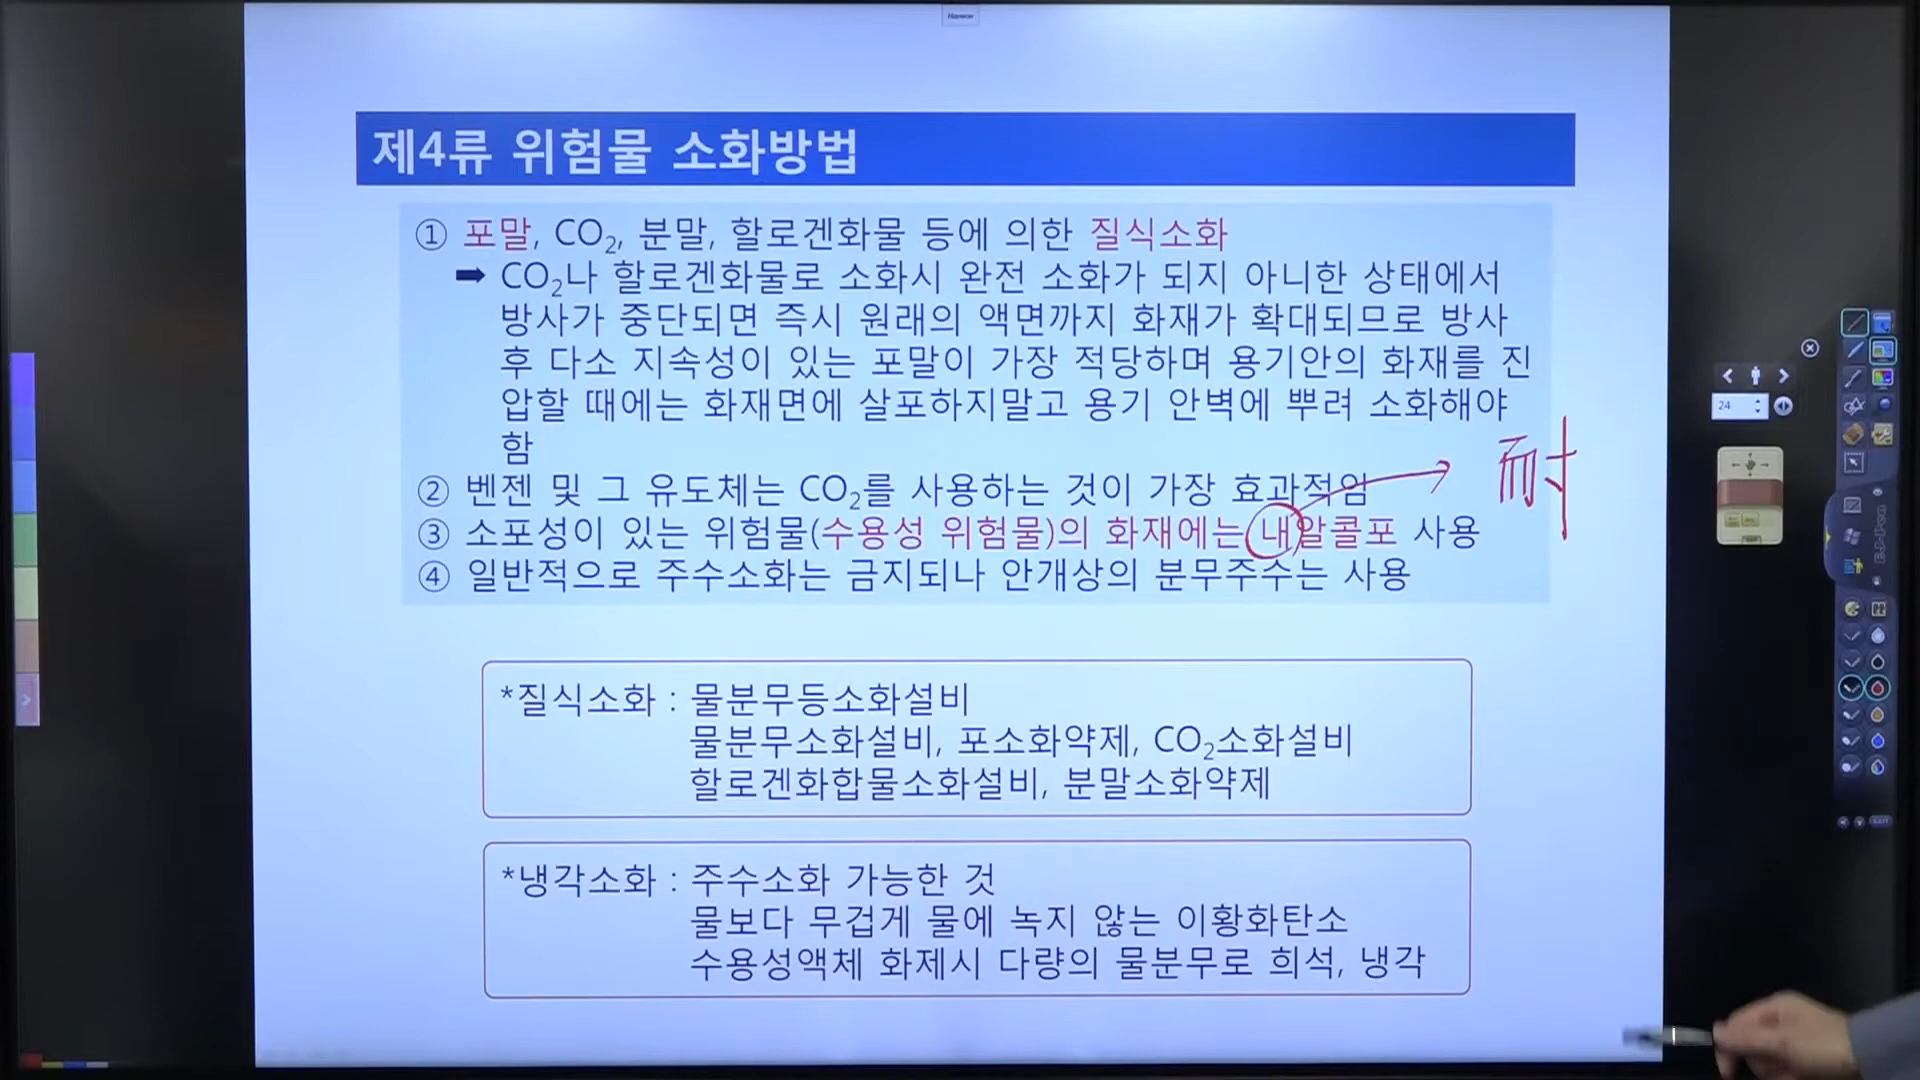 Hanwon
제4류 위험물 소화방법
① 포말, CO₂, 분말, 할로겐화물 등에 의한 질식소화
➡ CO₂나 할로겐화물로 소화시 완전 소화가 되지 아니한 상태에서
방사가 중단되면 즉시 원래의 액면까지 화재가 확대되므로 방사
후 다소 지속성이 있는 포말이 가장 적당하며 용기안의 화재를 진
압할 때에는 화재면에 살포하지말고 용기 안벽에 뿌려 소화해야
함
耐
② 벤젠 및 그 유도체는 CO₂를 사용하는 것이 가장 효과적임
③ 소포성이 있는 위험물(수용성 위험물)의 화재에는 내알콜포 사용
④ 일반적으로 주수소화는 금지되나 안개상의 분무주수는 사용
*질식소화 : 물분무등소화설비
물분무소화설비, 포소화약제, CO₂소화설비
할로겐화합물소화설비, 분말소화약제
*냉각소화 : 주수소화 가능한 것
물보다 무겁게 물에 녹지 않는 이황화탄소
수용성액체 화제시 다량의 물분무로 희석, 냉각
24
EXIT